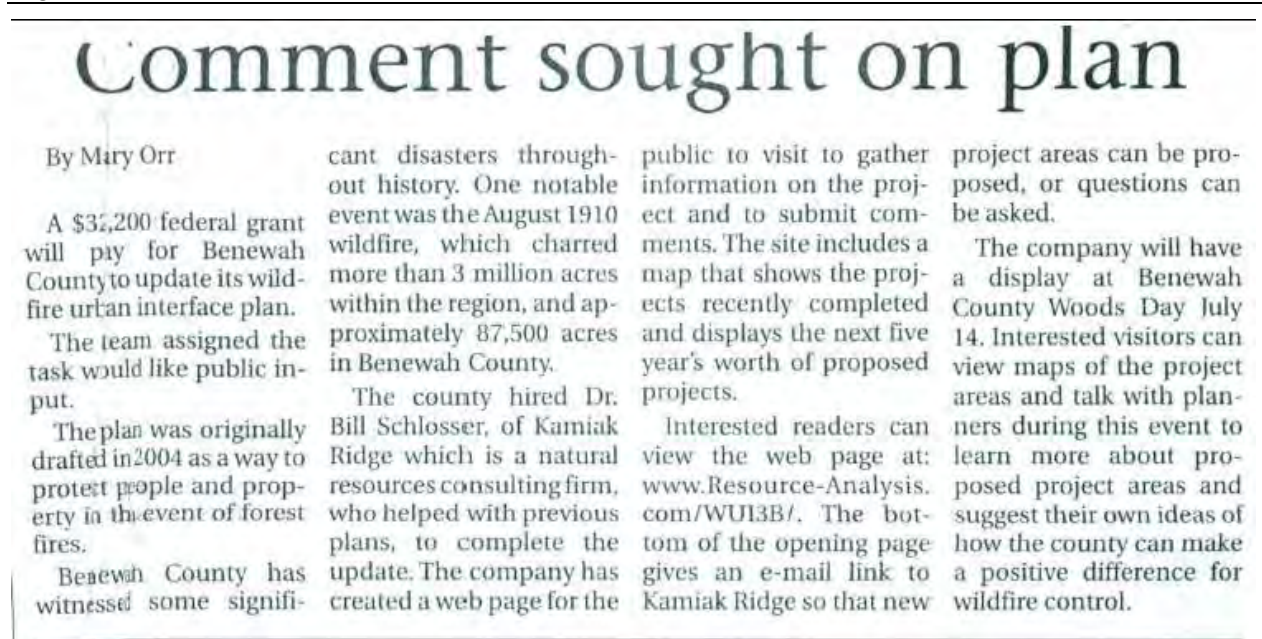 Comment sought on plan
By Mary Orr
A $32,200 federal grant
will pay for Benewah
County to update its wild-
fire urban interface plan.
The team assigned the
task would like public in-
put.
The plan was originally
drafted in 2004 as a way to
protect people and prop-
erty in the event of forest
fires.
Benewah County has
witnessed some signifi-
cant disasters through-
out history. One notable
event was the August 1910
wildfire, which charred
more than 3 million acres
within the region, and ap-
proximately 87,500 acres
in Benewah County.
The county hired Dr.
Bill Schlosser, of Kamiak
Ridge which is a natural
resources consulting firm,
who helped with previous
plans, to complete the
update. The company has
created a web page for the
public to visit to gather
information on the proj-
ect and to submit com-
ments. The site includes a
map that shows the proj-
ects recently completed
and displays the next five
year's worth of proposed
projects.
Interested readers can
view the web page at:
www.Resource-Analysis.
com/WUI3B/. The bot-
tom of the opening page
gives an e-mail link to
Kamiak Ridge so that new
project areas can be pro-
posed, or questions can
be asked.
The company will have
a display at Benewah
County Woods Day July
14. Interested visitors can
view maps of the project
areas and talk with plan-
ners during this event to
learn more about pro-
posed project areas and
suggest their own ideas of
how the county can make
a positive difference for
wildfire control.